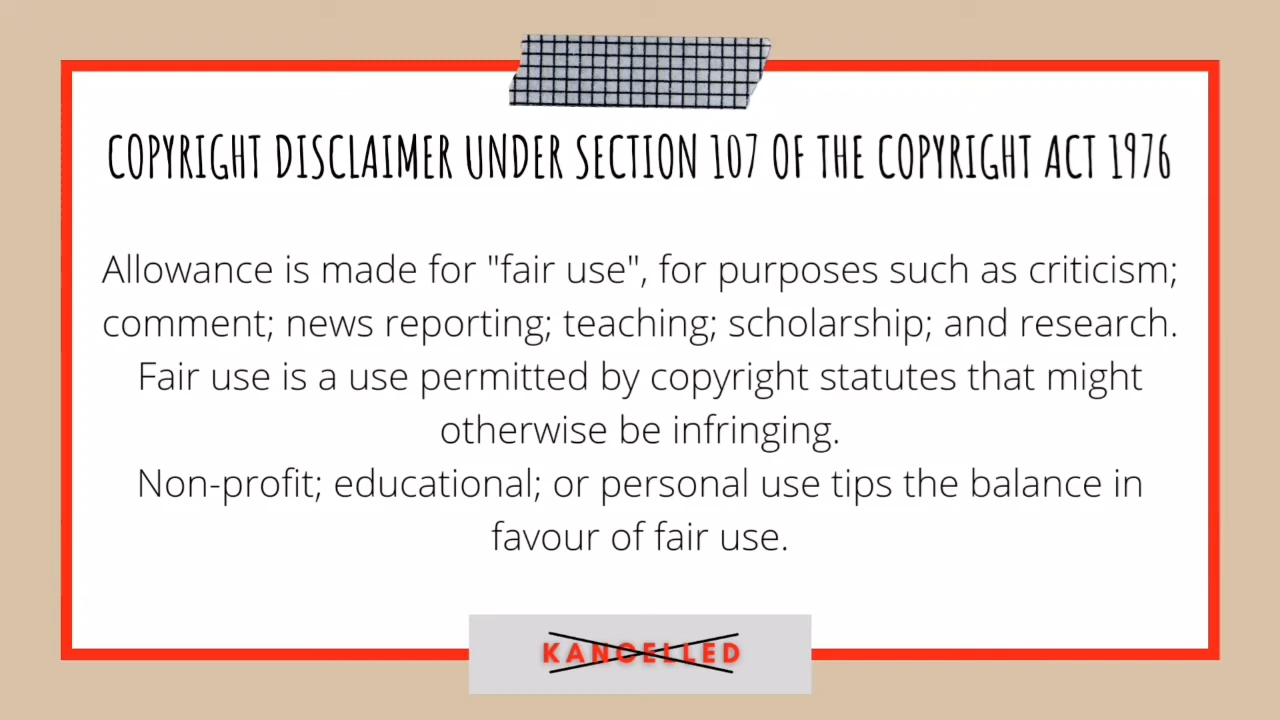 COPYRIGHT DISCLAIMER UNDER SECTION 107 OF THE COPYRIGHT ACT 1976
Allowance is made for "fair use", for purposes such as criticism;
comment; news reporting; teaching; scholarship; and research.
Fair use is a use permitted by copyright statutes that might
otherwise be infringing.
Non-profit; educational; or personal use tips the balance in
favour of fair use.
KANCELLED